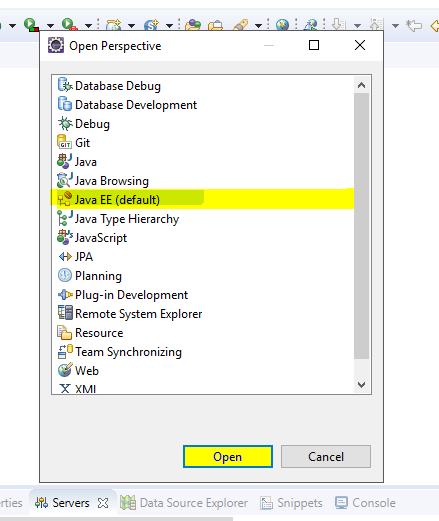 Open Perspective
Database Debug
Database Development
Debug
GIT Git
Java
Java Browsing
Java EE (default)
Java Type Hierarchy
JavaScript
JPA
Planning
Plug-in Development
Remote System Explorer
Resource
Team Synchronizing
Web
X XML
Open Cancel
erties Servers Data Source Explorer Snippets Console